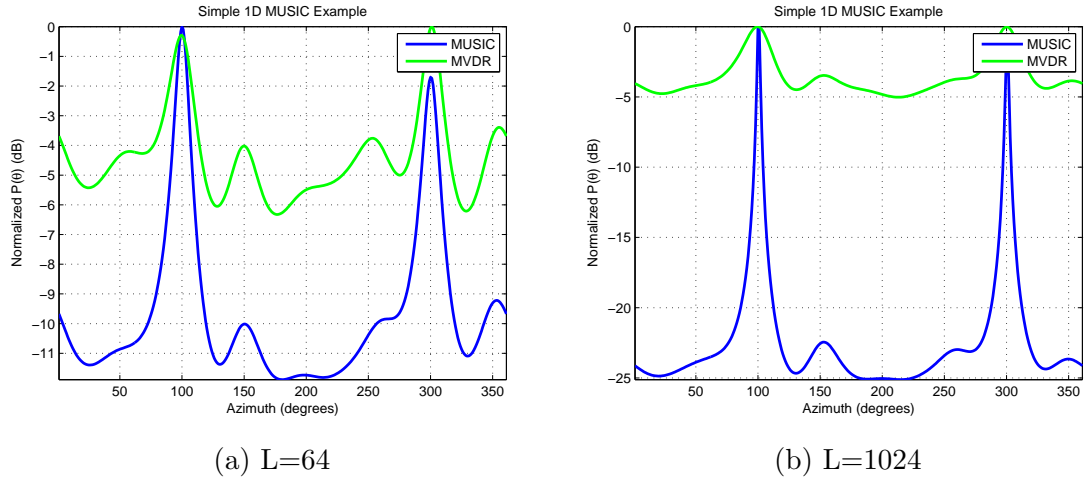 Simple 1D MUSIC Example
0
−1
−2
−3
−4
−5
−6
−7
−8
−9
−10
−11
50 100 150 200 250 300 350
Azimuth (degrees)
Normalized P(θ) (dB)
MUSIC
MVDR
(a) L=64
Simple 1D MUSIC Example
0
−5
−10
−15
−20
−25
50 100 150 200 250 300 350
Azimuth (degrees)
Normalized P(θ) (dB)
MUSIC
MVDR
(b) L=1024